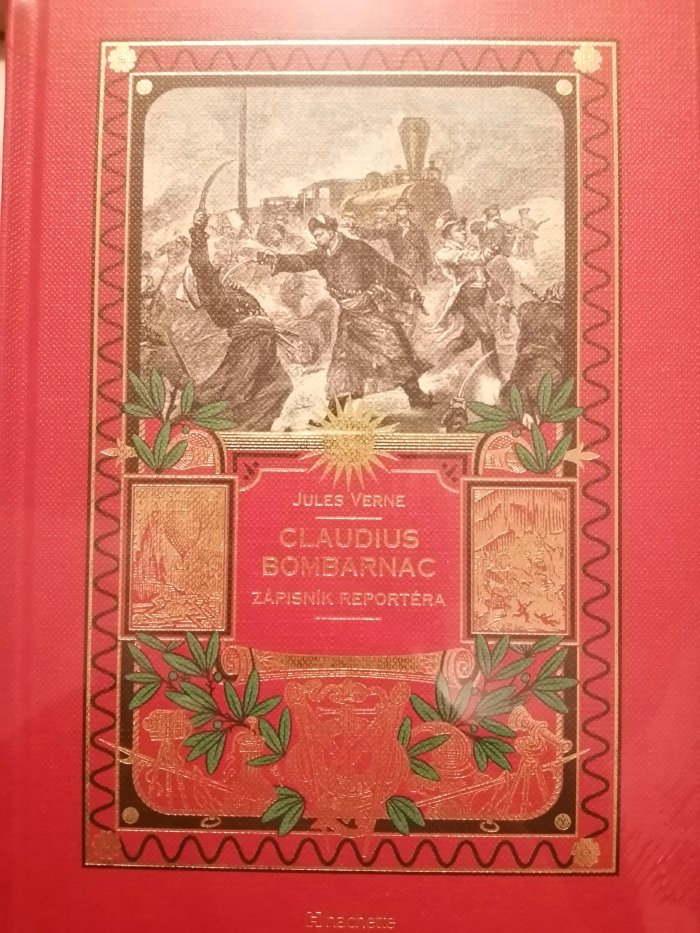 JULES VERNE
CLAUDIUS
BOMBARNAC
ZÁPISNÍK REPORTÉRA
H hachette